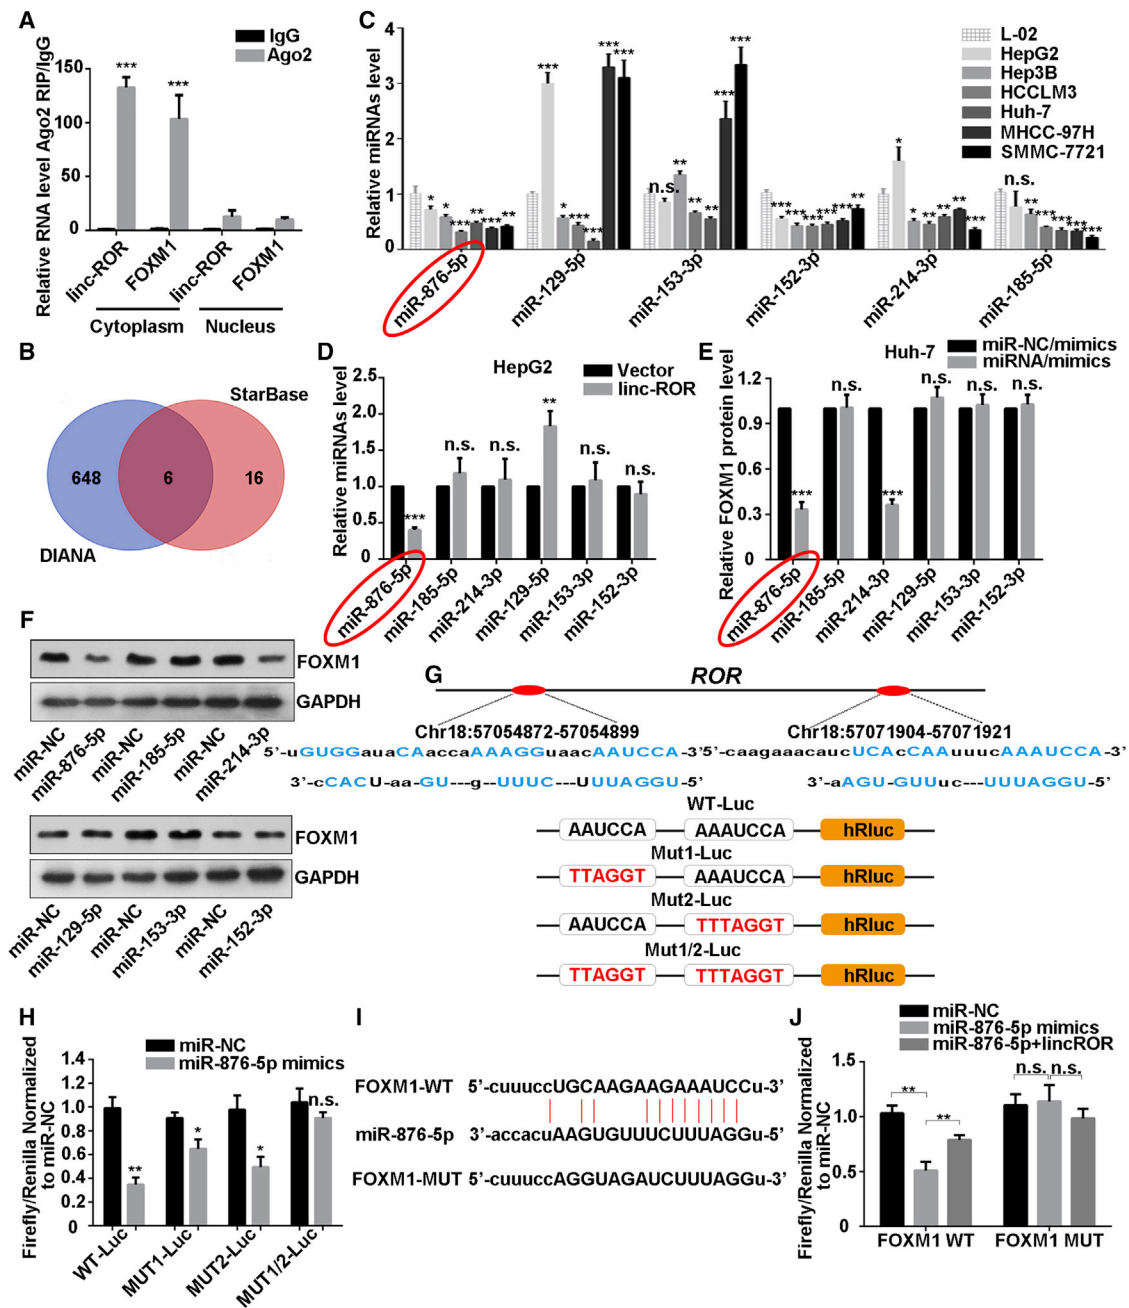 A
IgG
Ago2
Relative RNA level Ago2 RIP/IgG
150
100
50
0
***
***
linc-ROR
FOXM1
linc-ROR
FOXM1
Cytoplasm
Nucleus
B
StarBase
648
6
16
DIANA
C
Relative miRNAs level
4
3
2
1
0
L-02
HepG2
Hep3B
HCCLM3
Huh-7
MHCC-97H
SMMC-7721
* * *** ** *** **
*** * *** *** *** ***
n.s. ** ** ** *** ***
*** *** *** *** *** **
* * ** ** ** ***
n.s. ** *** *** *** ***
miR-876-5p
miR-129-5p
miR-153-3p
miR-152-3p
miR-214-3p
miR-185-5p
D
HepG2
Vector
linc-ROR
Relative miRNAs level
2.5
2.0
1.5
1.0
0.5
0
***
n.s.
n.s.
**
n.s.
n.s.
miR-876-5p
miR-185-5p
miR-214-3p
miR-129-5p
miR-153-3p
miR-152-3p
E
Huh-7
miR-NC/mimics
miRNA/mimics
Relative FOXM1 protein level
1.2
0.9
0.6
0.3
0
***
n.s.
***
n.s.
n.s.
n.s.
miR-876-5p
miR-185-5p
miR-214-3p
miR-129-5p
miR-153-3p
miR-152-3p
F
FOXM1
GAPDH
miR-NC
miR-876-5p
miR-NC
miR-185-5p
miR-NC
miR-214-3p
FOXM1
GAPDH
miR-NC
miR-129-5p
miR-NC
miR-153-3p
miR-NC
miR-152-3p
G
ROR
Chr18:57054872-57054899
Chr18:57071904-57071921
5’-uGUGGauaCAaccaAAAGGuaacAAUCCA-3’
5’-caagaaacaucUCAcCAAuuucAAAUCCA-3’
3’-cCACU-aa-GU---g--UUUC---UUUAGGU-5’
3’-aAGU-GUUuc---UUUAGGU-5’
WT-Luc
AAUCCA AAAUCCA hRluc
Mut1-Luc
TTAGGT AAAUCCA hRluc
Mut2-Luc
AAUCCA TTTAGGT hRluc
Mut1/2-Luc
TTAGGT TTTAGGT hRluc
H
miR-NC
miR-876-5p mimics
Firefly/Renilla Normalized
to miR-NC
1.4
1.2
1.0
0.8
0.6
0.4
0.2
0
**
*
*
n.s.
WT-Luc
MUT1-Luc
MUT2-Luc
MUT1/2-Luc
I
FOXM1-WT 5’-cuuuccUGCAAGAAGAAAUCCu-3’
miR-876-5p 3’-accacuAAGUGUUUCUUUAGGu-5’
FOXM1-MUT 5’-cuuuccAGGUAGAUCUUUAGGu-3’
J
miR-NC
miR-876-5p mimics
miR-876-5p+lincROR
Firefly/Renilla Normalized
to miR-NC
1.5
1.0
0.5
0
**
**
n.s.
n.s.
FOXM1 WT
FOXM1 MUT